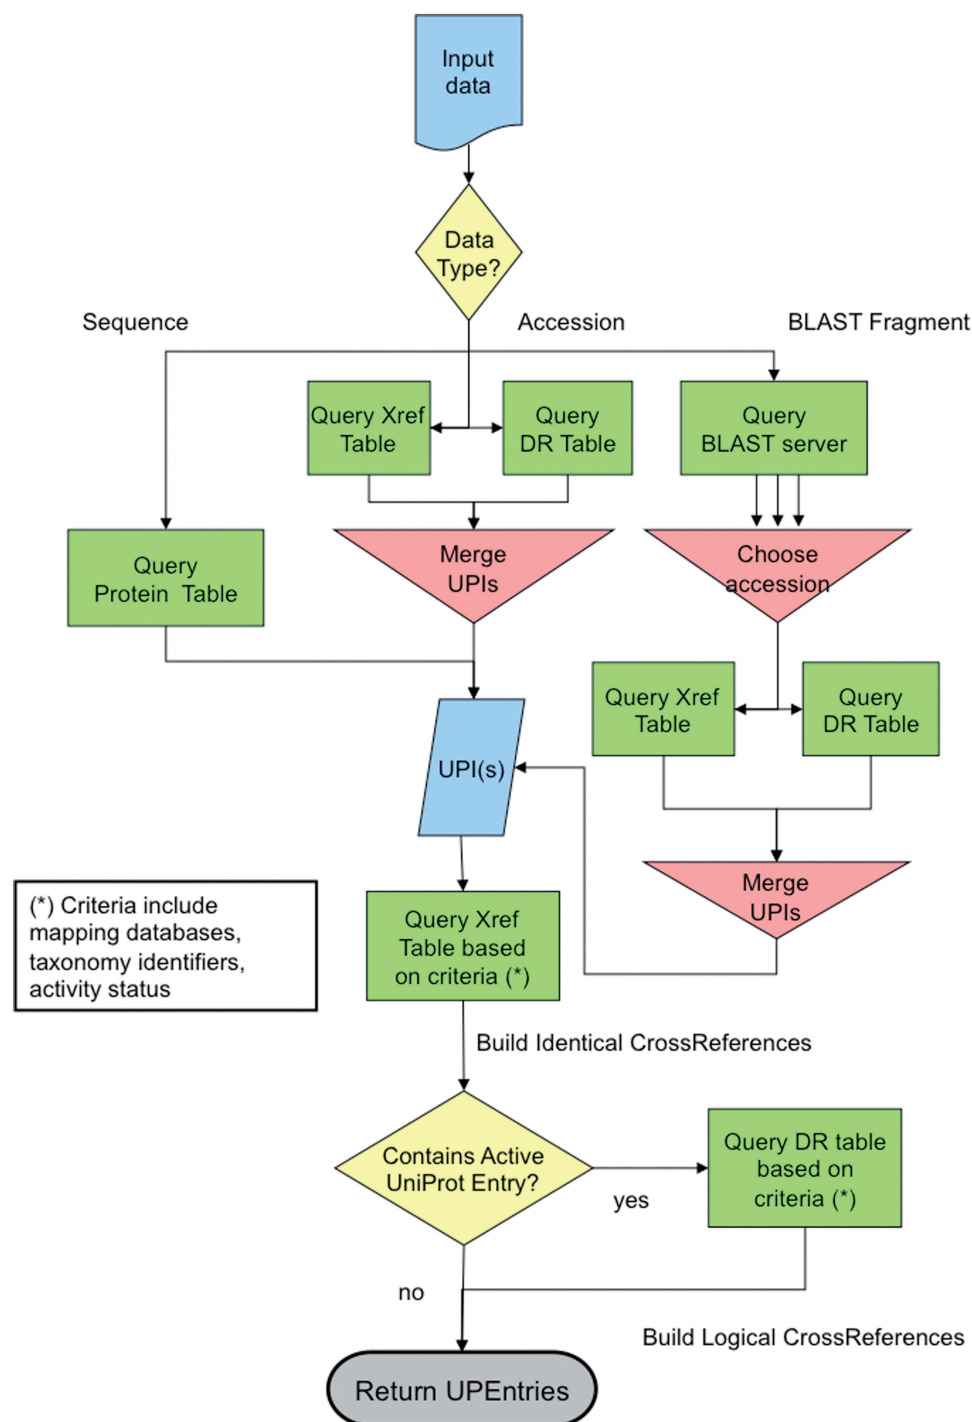 Input
data
Data
Type?
Sequence
Accession
BLAST Fragment
Query Xref
Table
Query
DR Table
Query
BLAST server
Query
Protein Table
Merge
UPIs
Choose
accession
Query Xref
Table
Query
DR Table
UPI(s)
Merge
UPIs
(*) Criteria include
mapping databases,
taxonomy identifiers,
activity status
Query Xref
Table based
on criteria (*)
Build Identical CrossReferences
Contains Active
UniProt Entry?
yes
Query DR table
based on
criteria (*)
no
Build Logical CrossReferences
Return UPEntries